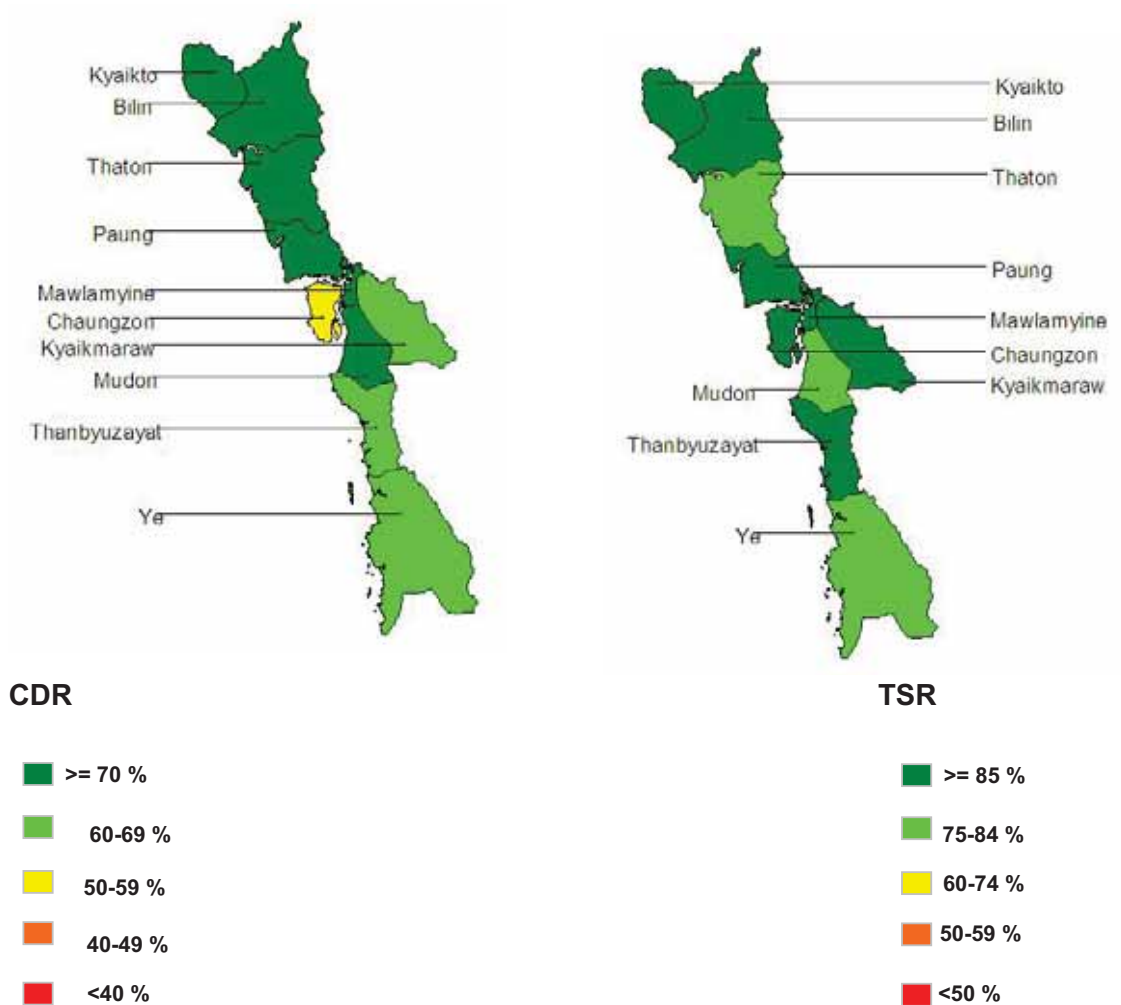 Kyaikto
Bilin
Thaton
Paung
Mawlamyine
Chaungzon
Kyaikmaraw
Mudon
Thanbyuzayat
Ye
Kyaikto
Bilin
Thaton
Paung
Mawlamyine
Chaungzon
Kyaikmaraw
Mudon
Thanbyuzayat
Ye
CDR
>= 70 %
60-69 %
50-59 %
40-49 %
<40 %
TSR
>= 85 %
75-84 %
60-74 %
50-59 %
<50 %